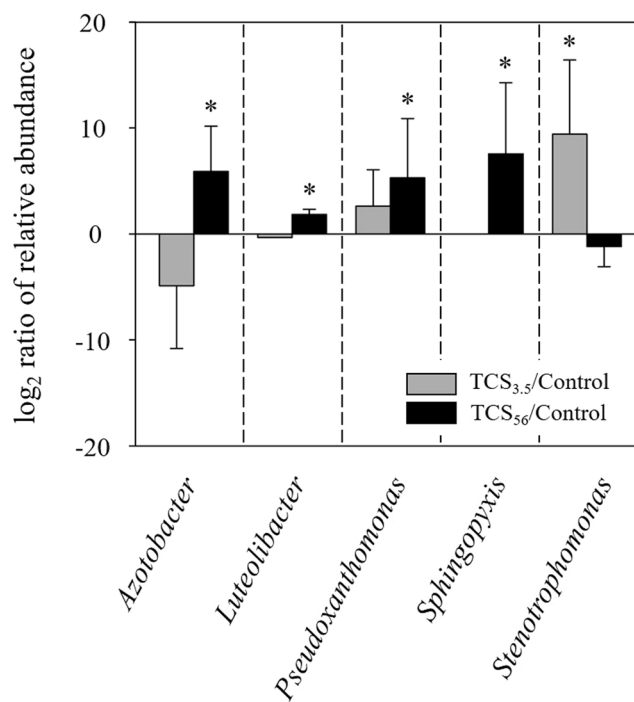 log₂ ratio of relative abundance
20
10
0
-10
-20
*
*
*
*
*
TCS₃.₅/Control
TCS₅₆/Control
Azotobacter
Luteolibacter
Pseudoxanthomonas
Sphingopyxis
Stenotrophomonas